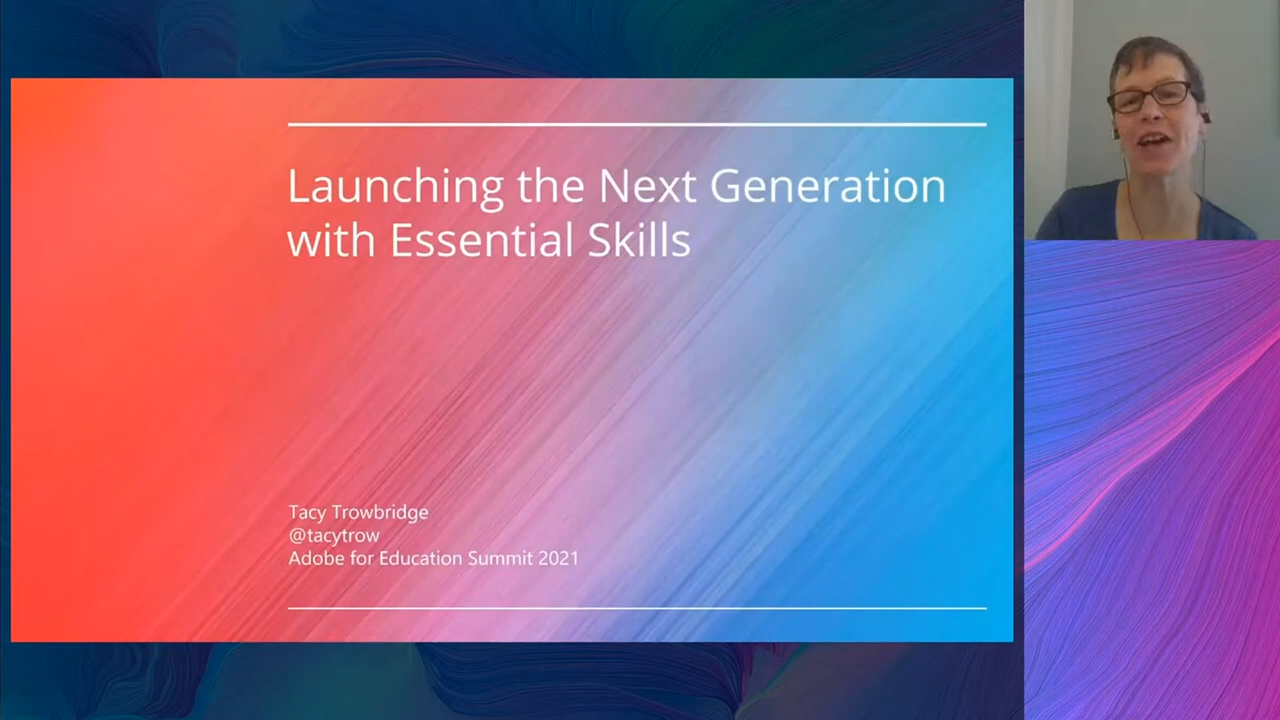 Launching the Next Generation
with Essential Skills
Tacy Trowbridge
@tacytrow
Adobe for Education Summit 2021